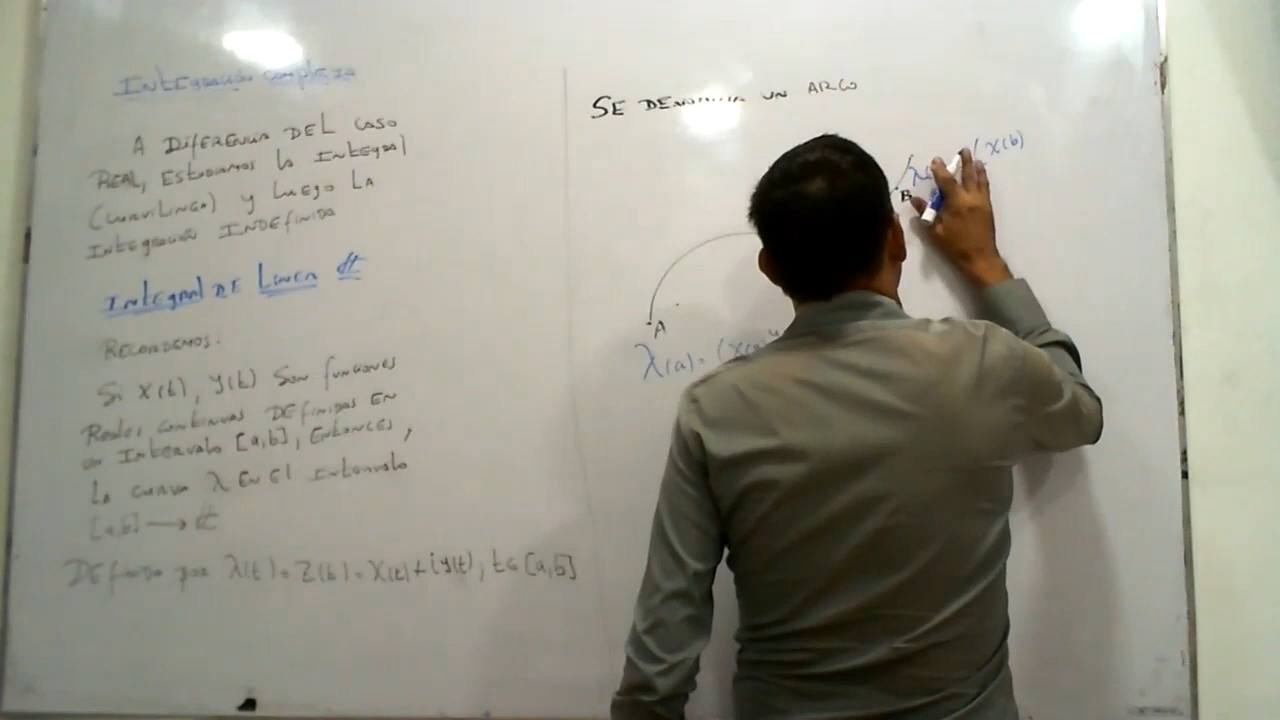 Integración compleja
A DIFERENCIA DEL CASO
REAL, Estudiamos la Integral
(curvilinea) y Luego LA
Integración INDEfinida
Integral DE Linea
RECORDEMOS:
Si X(t), y(t) son funciones
Reales continuas DEfinidas EN
un Intervalo [a,b], Entonces,
La curva λ En El intervalo
[a,b] → ₵
DEfinida por λ(t) = Z(t) = X(t) + iy(t), t ∈ [a,b]
SE DENOMINA UN ARCO
(X(b)
B
A
λ(a) = (X(a)